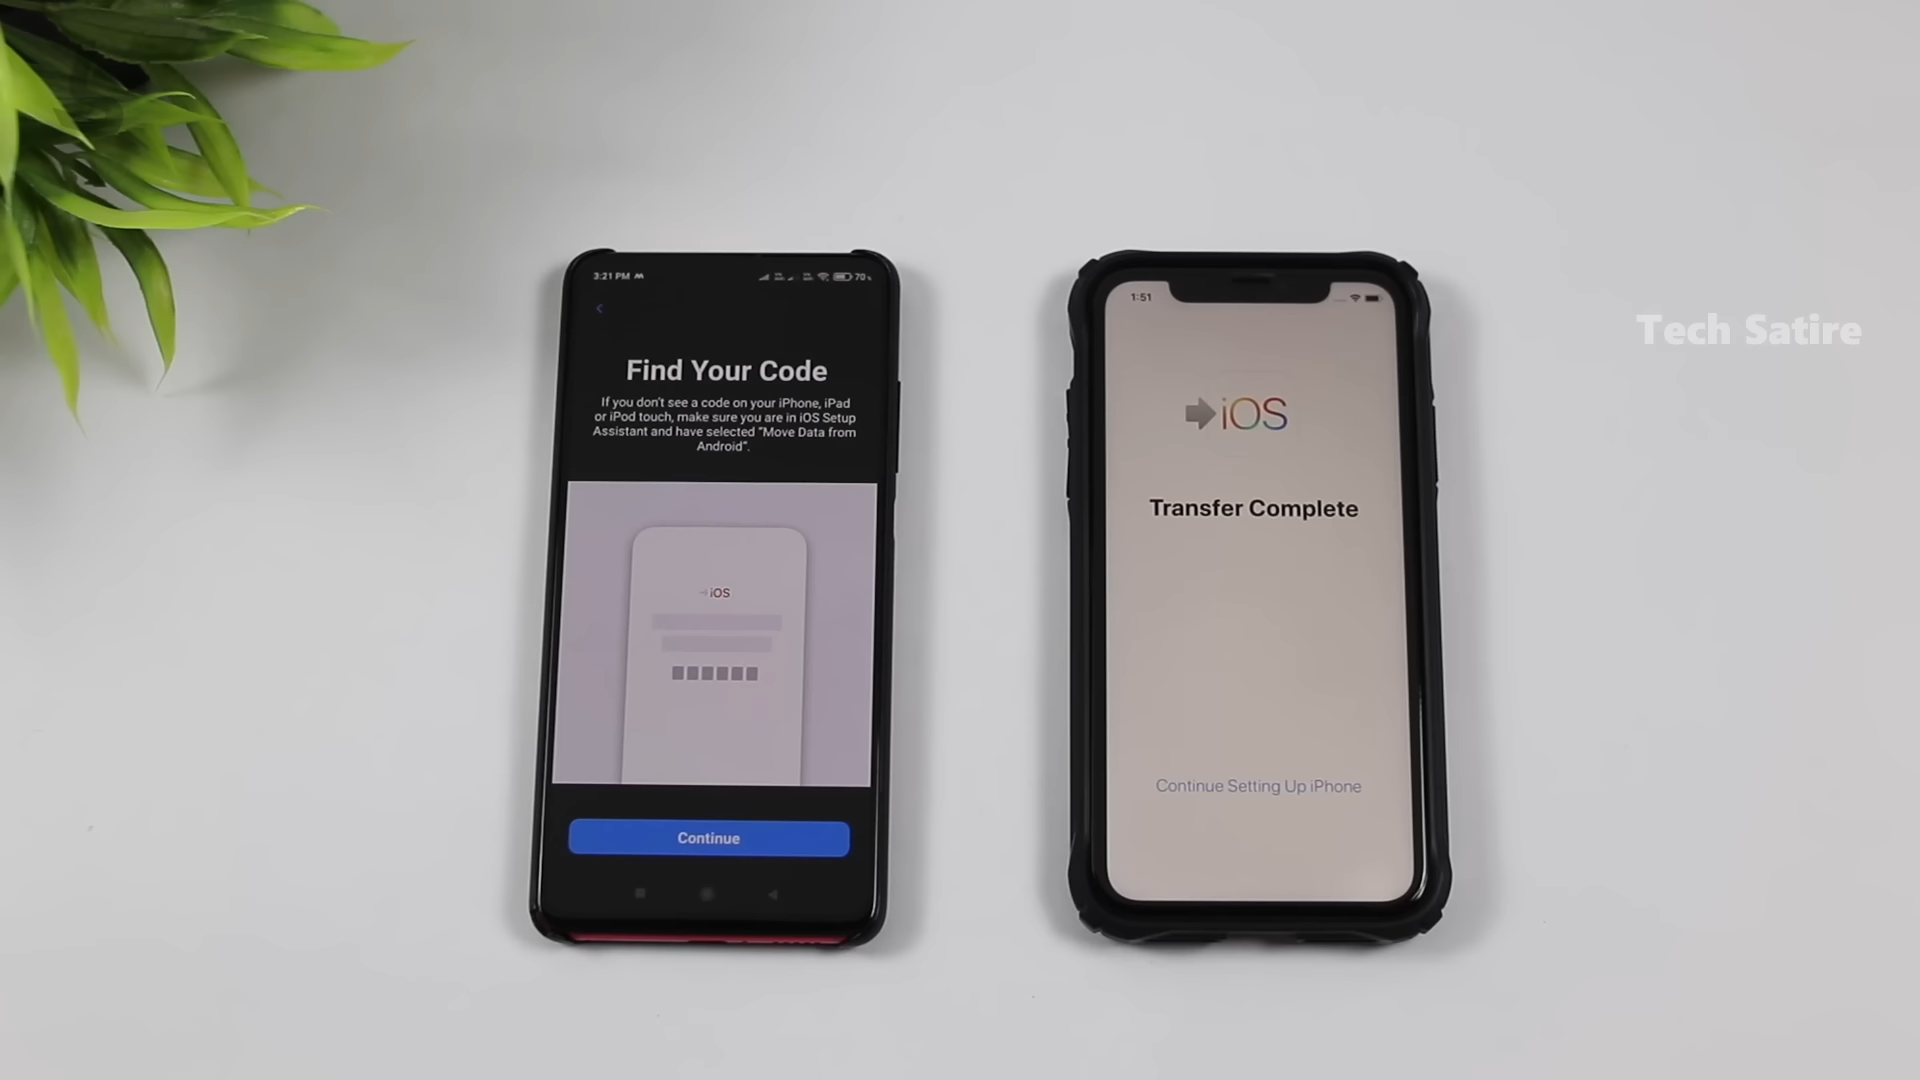 3:21 PM
70
Find Your Code
If you don't see a code on your iPhone, iPad
or iPod touch, make sure you are in iOS Setup
Assistant and have selected "Move Data from
Android".
iOS
Continue
1:51
iOS
Transfer Complete
Continue Setting Up iPhone
Tech Satire